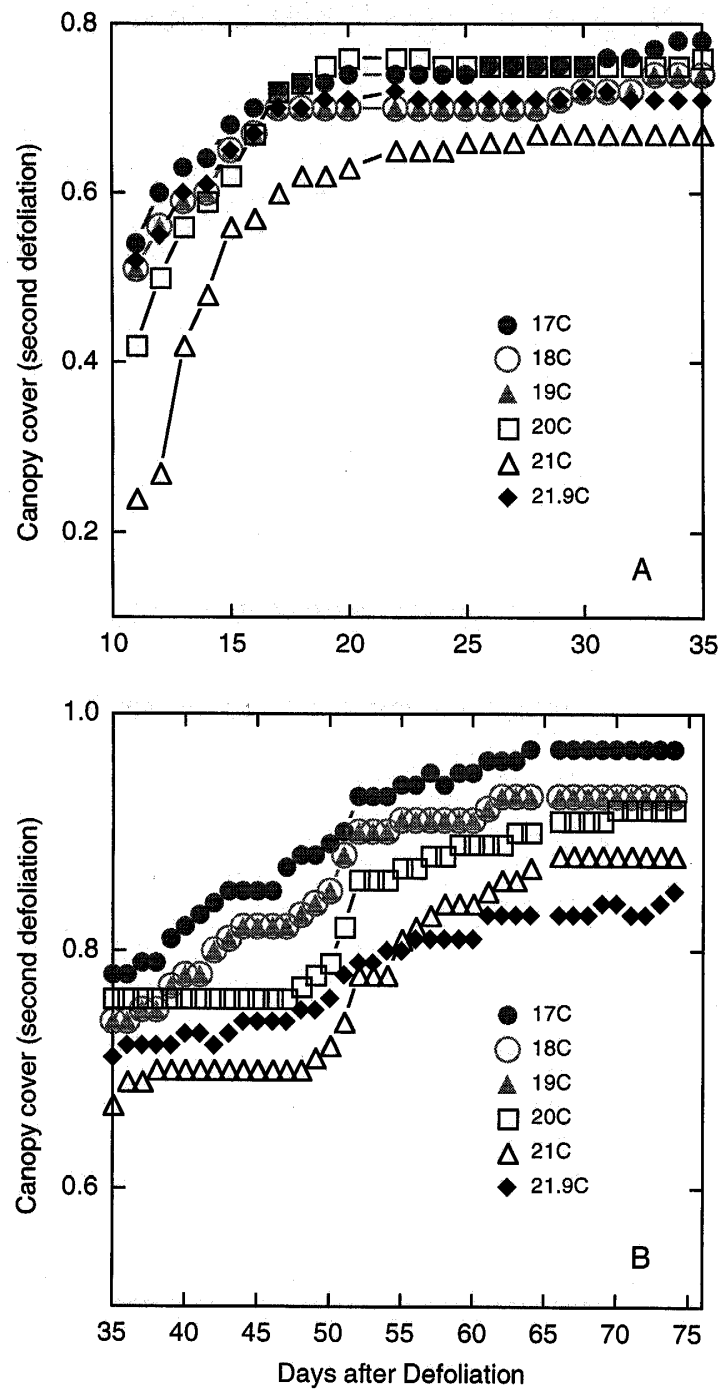 0.8
0.6
0.4
0.2
Canopy cover (second defoliation)
17C
18C
19C
20C
21C
21.9C
A
10 15 20 25 30 35
1.0
0.8
0.6
Canopy cover (second defoliation)
17C
18C
19C
20C
21C
21.9C
B
35 40 45 50 55 60 65 70 75
Days after Defoliation